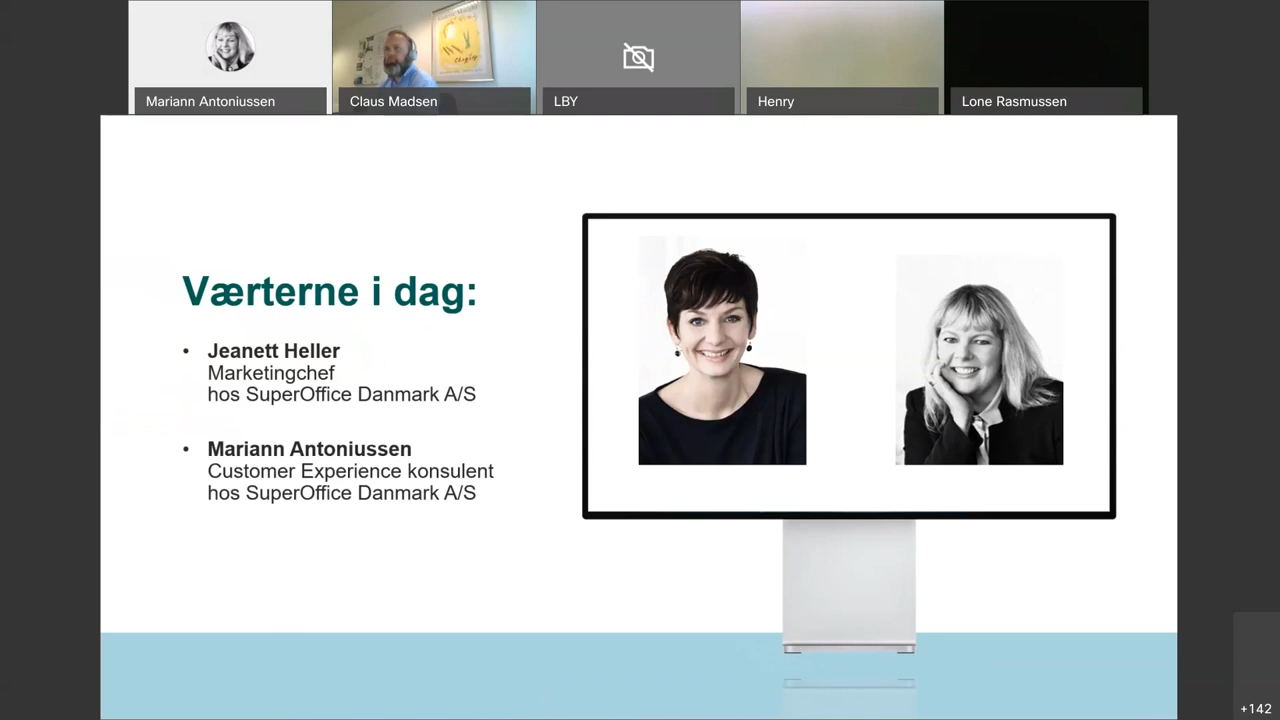 Mariann Antoniussen
Claus Madsen
LBY
Henry
Lone Rasmussen
Værterne i dag:
• Jeanett Heller
Marketingchef
hos SuperOffice Danmark A/S
• Mariann Antoniussen
Customer Experience konsulent
hos SuperOffice Danmark A/S
+142